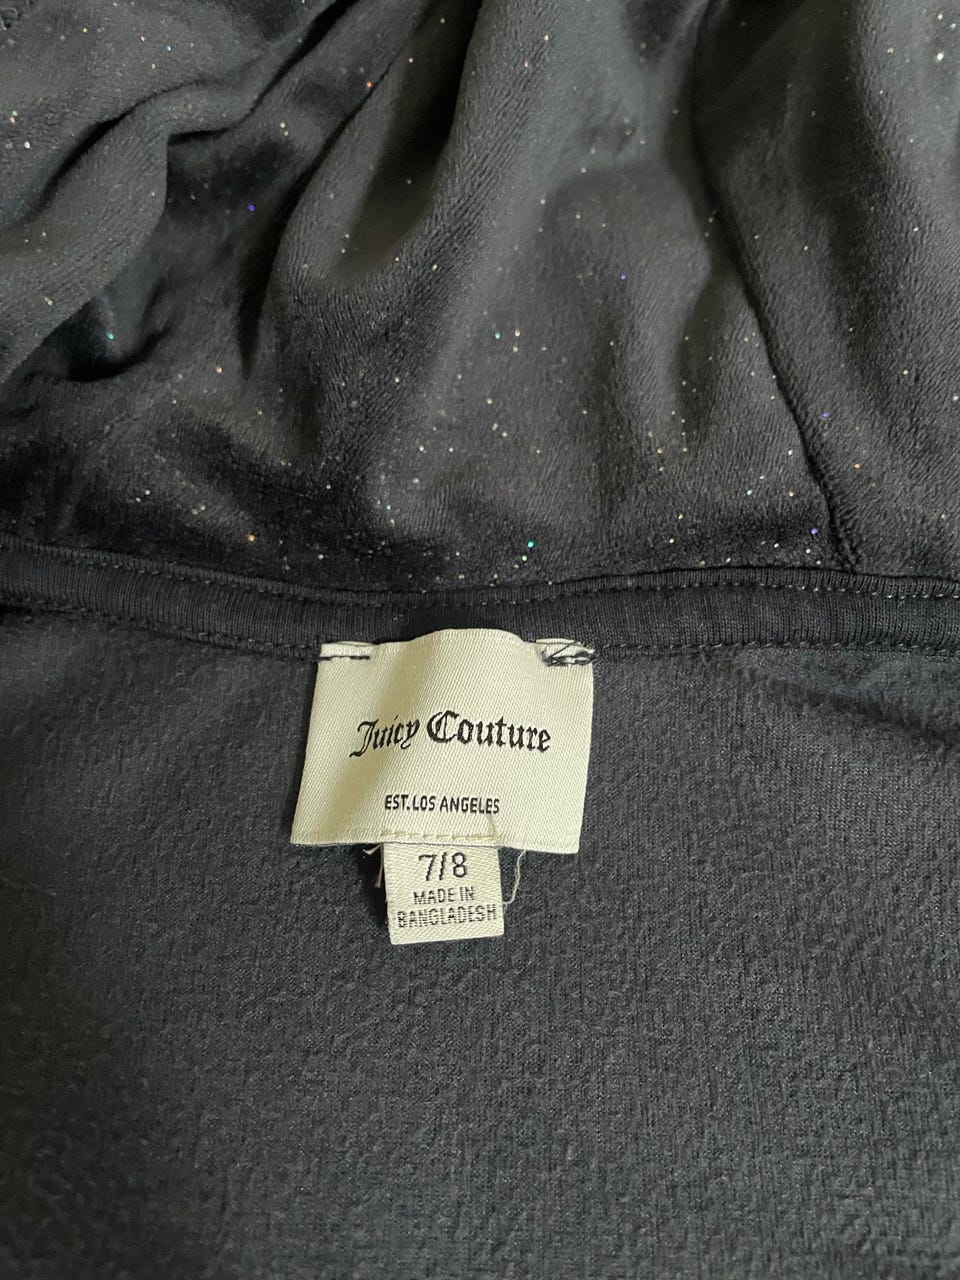 Juicy Couture
EST. LOS ANGELES
7/8
MADE IN
BANGLADESH